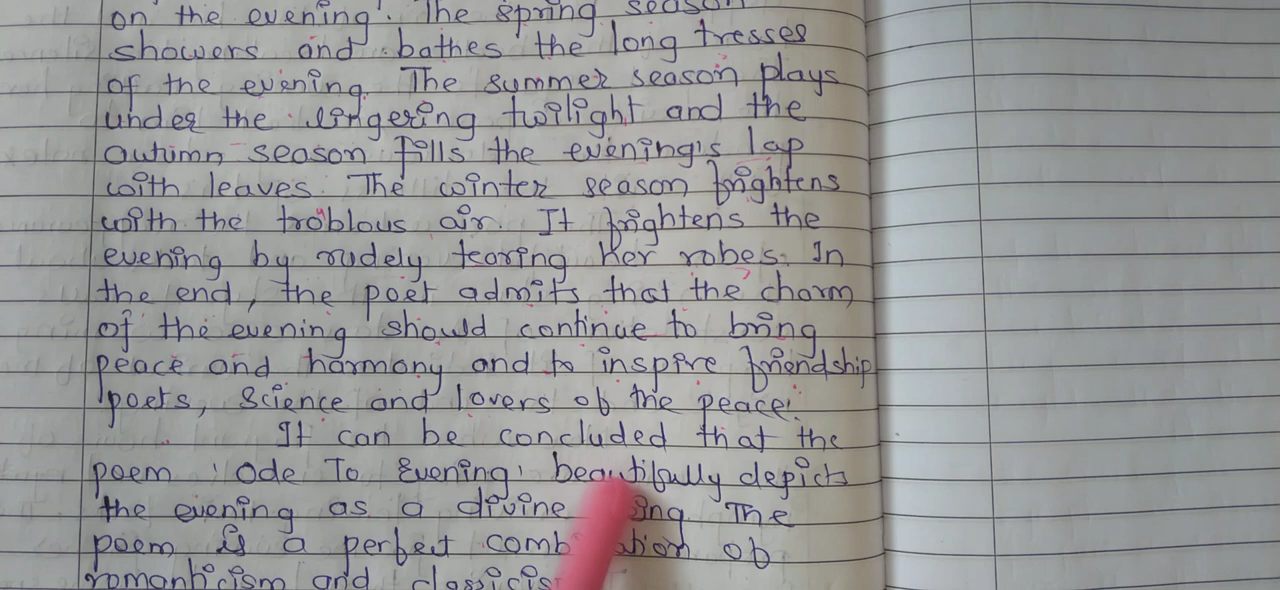 on the evening'. The spring season
showers and bathes the long tresses
of the evening. The summer season plays
under the lingering twilight and the
autumn season fills the evening's lap
with leaves. The winter season frightens
with the troblous air. It frightens the
evening by rudely tearing her robes. In
the end, the poet admits that the charm
of the evening should continue to bring
peace and harmony and to inspire friendship
poets, science and lovers of the peace'.
It can be concluded that the
poem 'Ode To Evening' beautifully depicts
the evening as a divine The
poem is a perfect of
romanticism and